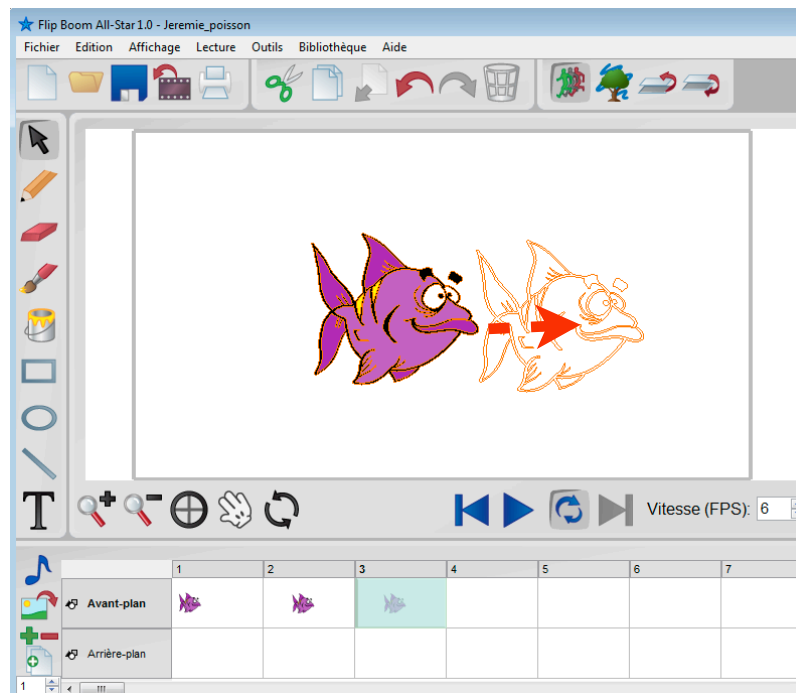 Flip Boom All-Star 1.0 - Jeremie_poisson
Fichier Edition Affichage Lecture Outils Bibliothèque Aide
T
Vitesse (FPS): 6
1 2 3 4 5 6 7
Avant-plan
Arrière-plan
1